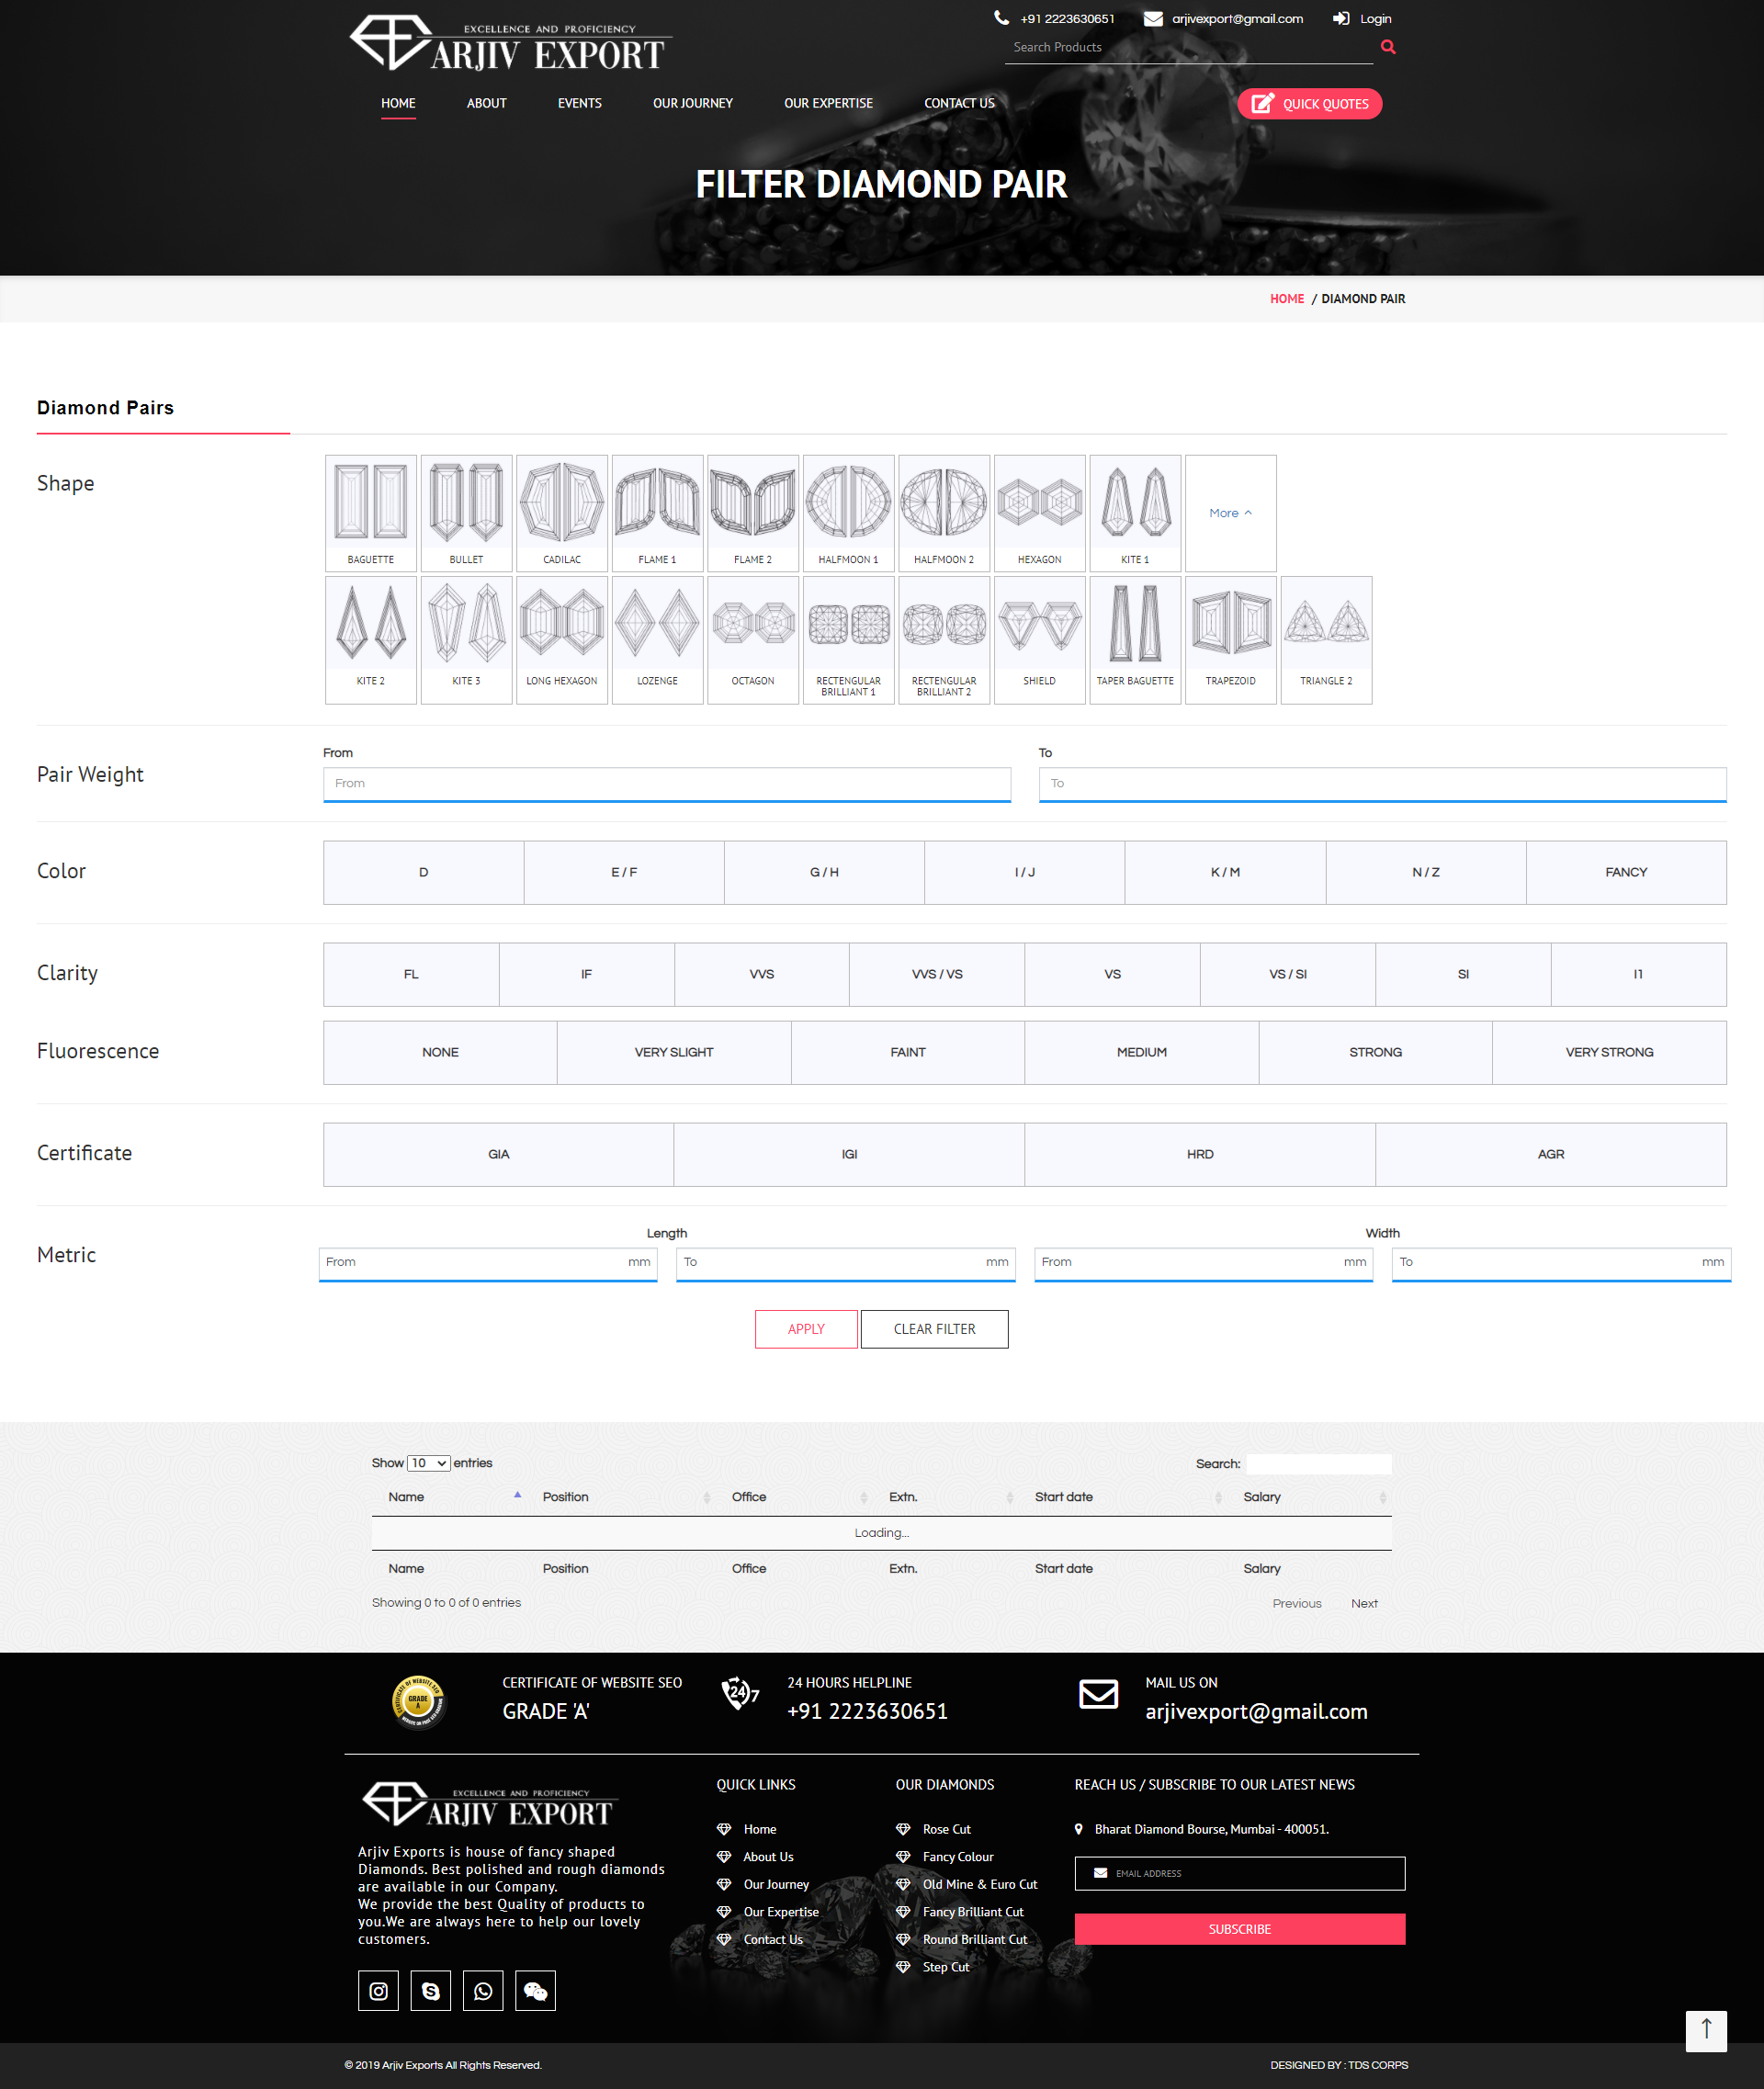 EXCELLENCE AND PROFICIENCY
ARJIV EXPORT
+91 2223630651
arjivexport@gmail.com
Login
Search Products
HOME
ABOUT
EVENTS
OUR JOURNEY
OUR EXPERTISE
CONTACT US
QUICK QUOTES
FILTER DIAMOND PAIR
HOME / DIAMOND PAIR
Diamond Pairs
Shape
BAGUETTE
BULLET
CADILAC
FLAME 1
FLAME 2
HALFMOON 1
HALFMOON 2
HEXAGON
KITE 1
More
KITE 2
KITE 3
LONG HEXAGON
LOZENGE
OCTAGON
RECTENGULAR
BRILLIANT 1
RECTENGULAR
BRILLIANT 2
SHIELD
TAPER BAGUETTE
TRAPEZOID
TRIANGLE 2
Pair Weight
From
To
From
To
Color
D
E / F
G / H
I / J
K / M
N / Z
FANCY
Clarity
FL
IF
VVS
VVS / VS
VS
VS / SI
SI
I1
Fluorescence
NONE
VERY SLIGHT
FAINT
MEDIUM
STRONG
VERY STRONG
Certificate
GIA
IGI
HRD
AGR
Metric
Length
Width
From mm
To mm
From mm
To mm
APPLY
CLEAR FILTER
Show 10 entries
Search:
Name
Position
Office
Extn.
Start date
Salary
Loading...
Name
Position
Office
Extn.
Start date
Salary
Showing 0 to 0 of 0 entries
Previous
Next
GRADE
A
CERTIFICATE OF WEBSITE SEO
GRADE 'A'
24 7
24 HOURS HELPLINE
+91 2223630651
MAIL US ON
arjivexport@gmail.com
EXCELLENCE AND PROFICIENCY
ARJIV EXPORT
Arjiv Exports is house of fancy shaped
Diamonds. Best polished and rough diamonds
are available in our Company.
We provide the best Quality of products to
you.We are always here to help our lovely
customers.
QUICK LINKS
Home
About Us
Our Journey
Our Expertise
Contact Us
OUR DIAMONDS
Rose Cut
Fancy Colour
Old Mine & Euro Cut
Fancy Brilliant Cut
Round Brilliant Cut
Step Cut
REACH US / SUBSCRIBE TO OUR LATEST NEWS
Bharat Diamond Bourse, Mumbai - 400051.
EMAIL ADDRESS
SUBSCRIBE
© 2019 Arjiv Exports All Rights Reserved.
DESIGNED BY : TDS CORPS